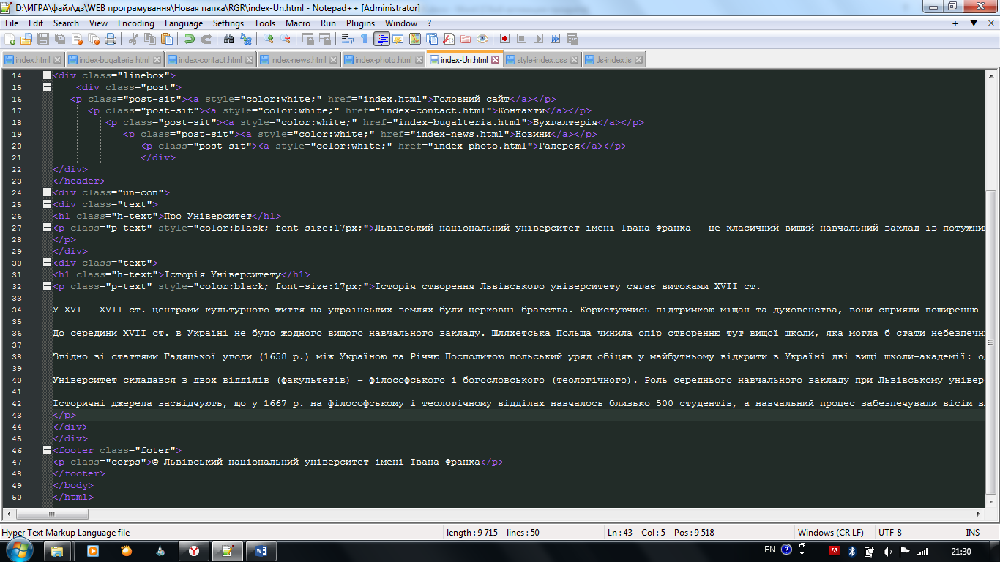 D:\ИГРА\файл\дз\WEB програмування\Новая папка\RGR\index-Un.html - Notepad++ [Administrator]
File Edit Search View Encoding Language Settings Tools Macro Run Plugins Window ? + ▼ X
index.html index-bugalteria.html index-contact.html index-news.html index-photo.html index-Un.html style-index.css Js-index.js
14 <div class="linebox">
15 <div class="post">
16 <p class="post-sit"><a style="color:white;" href="index.html">Головний сайт</a></p>
17 <p class="post-sit"><a style="color:white;" href="index-contact.html">Контакти</a></p>
18 <p class="post-sit"><a style="color:white;" href="index-bugalteria.html">Бухгалтерія</a></p>
19 <p class="post-sit"><a style="color:white;" href="index-news.html">Новини</a></p>
20 <p class="post-sit"><a style="color:white;" href="index-photo.html">Галерея</a></p>
21 </div>
22 </div>
23 </header>
24 <div class="un-con">
25 <div class="text">
26 <h1 class="h-text">Про Університет</h1>
27 <p class="p-text" style="color:black; font-size:17px;">Львівський національний університет імені Івана Франка – це класичний вищий навчальний заклад із потужни
28 </p>
29 </div>
30 <div class="text">
31 <h1 class="h-text">Історія Університету</h1>
32 <p class="p-text" style="color:black; font-size:17px;">Історія створення Львівського університету сягає витоками XVII ст.
33
34 У XVI – XVII ст. центрами культурного життя на українських землях були церковні братства. Користуючись підтримкою міщан та духовенства, вони сприяли поширенню
35
36 До середини XVII ст. в Україні не було жодного вищого навчального закладу. Шляхетська Польща чинила опір створенню тут вищої школи, яка могла б стати небезпечн
37
38 Згідно зі статтями Гадяцької угоди (1658 р.) між Україною та Річчю Посполитою польський уряд обіцяв у майбутньому відкрити в Україні дві вищі школи-академії: о
39
40 Університет складався з двох відділів (факультетів) – філософського і богословського (теологічного). Роль середнього навчального закладу при Львівському універ
41
42 Історичні джерела засвідчують, що у 1667 р. на філософському і теологічному відділах навчалось близько 500 студентів, а навчальний процес забезпечували вісім в
43 </p>
44 </div>
45 </div>
46 <footer class="foter">
47 <p class="corps">© Львівський національний університет імені Івана Франка</p>
48 </footer>
49 </body>
50 </html>
Hyper Text Markup Language file length : 9 715 lines : 50 Ln : 43 Col : 5 Pos : 9 518 Windows (CR LF) UTF-8 INS
EN 21:30